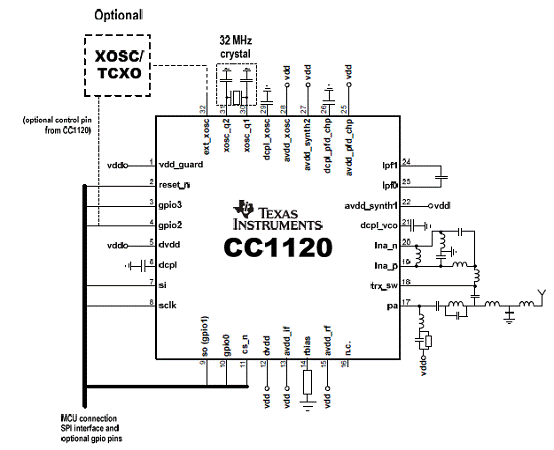 Optional
XOSC/
TCXO
32 MHz
crystal
vdd
vdd
vdd
(optional control pin
from CC1120)
32
31
30
29
28
27
26
25
ext_xosc
xosc_q2
xosc_q1
dcpl_xosc
avdd_xosc
avdd_synth2
dcpl_pfd_chp
avdd_pfd_chp
vdd
1
vdd_guard
2
reset_n
3
gpio3
4
gpio2
vdd
5
dvdd
6
dcpl
7
si
8
sclk
TEXAS
INSTRUMENTS
CC1120
lpf1
24
lpf0
23
avdd_synth1
22
vdd
dcpl_vco
21
lna_n
20
lna_p
19
trx_sw
18
pa
17
vdd
so (gpio1)
gpio0
cs_n
dvdd
avdd_if
rbias
avdd_rf
n.c.
9
10
11
12
13
14
15
16
vdd
vdd
vdd
MCU connection
SPI interface and
optional gpio pins